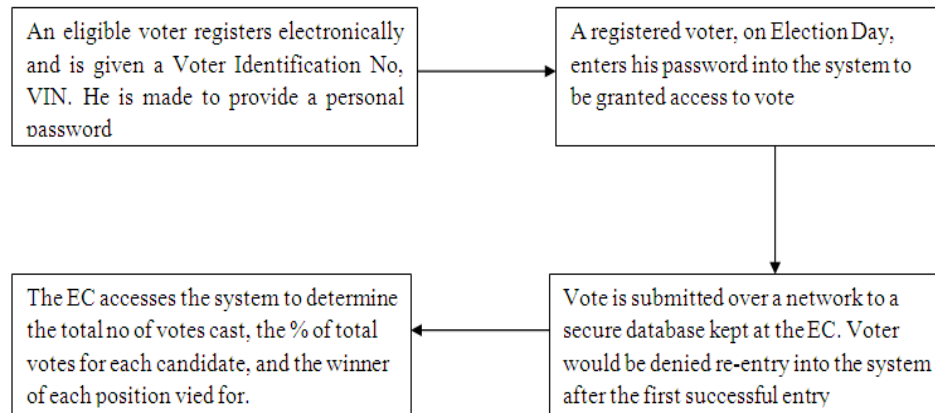 An eligible voter registers electronically
and is given a Voter Identification No,
VIN. He is made to provide a personal
password
A registered voter, on Election Day,
enters his password into the system to
be granted access to vote
Vote is submitted over a network to a
secure database kept at the EC. Voter
would be denied re-entry into the system
after the first successful entry
The EC accesses the system to determine
the total no of votes cast, the % of total
votes for each candidate, and the winner
of each position vied for.